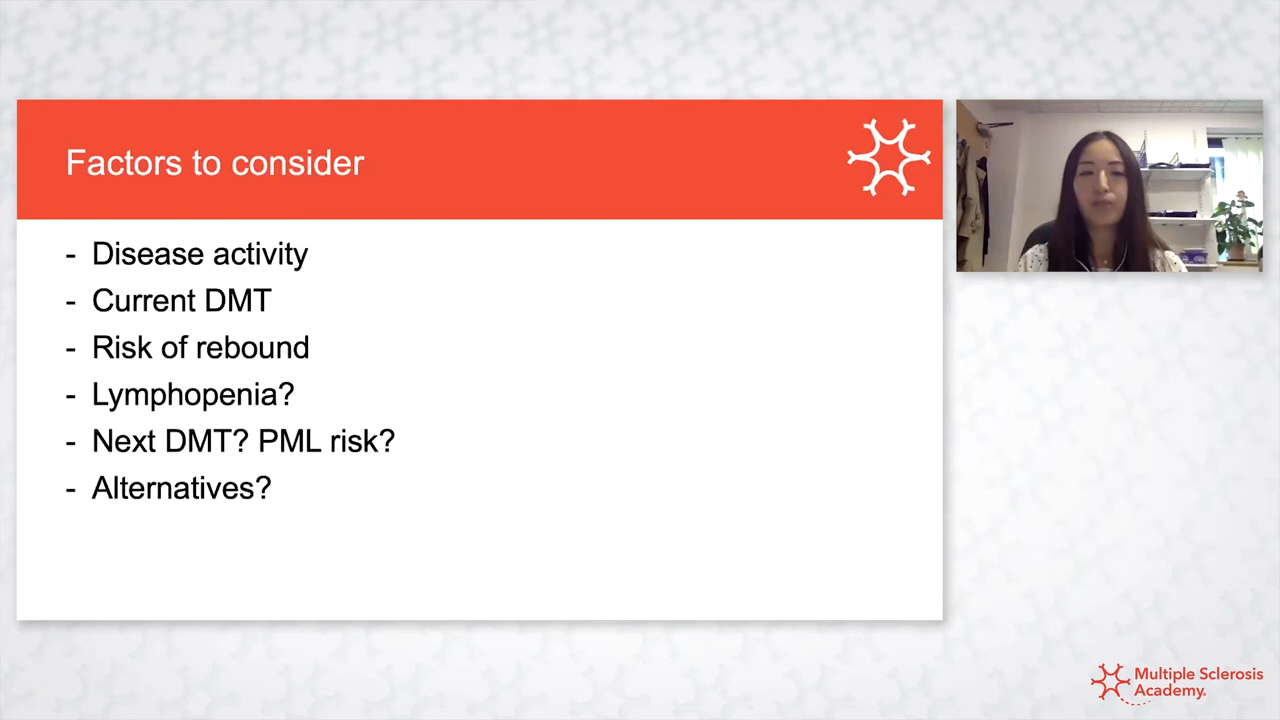 Factors to consider
- Disease activity
- Current DMT
- Risk of rebound
- Lymphopenia?
- Next DMT? PML risk?
- Alternatives?
Multiple Sclerosis
Academy.